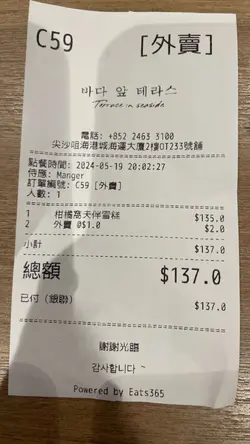 C59 [外賣]
바다 앞 테라스
Terrace in seaside
電話: +852 2463 3100
尖沙咀海港城海運大廈2樓OT233號舖
點餐時間: 2024-05-19 20:02:27
侍應: Manger
訂單編號: C59 [外賣]
人數: 1
1 柑橘窩夫伴雪糕 $135.0
2 外賣 @$1.0 $2.0
小計 $137.0
總額 $137.0
已付 (銀聯) $137.0
謝謝光臨
감사합니다 ~
Powered by Eats365